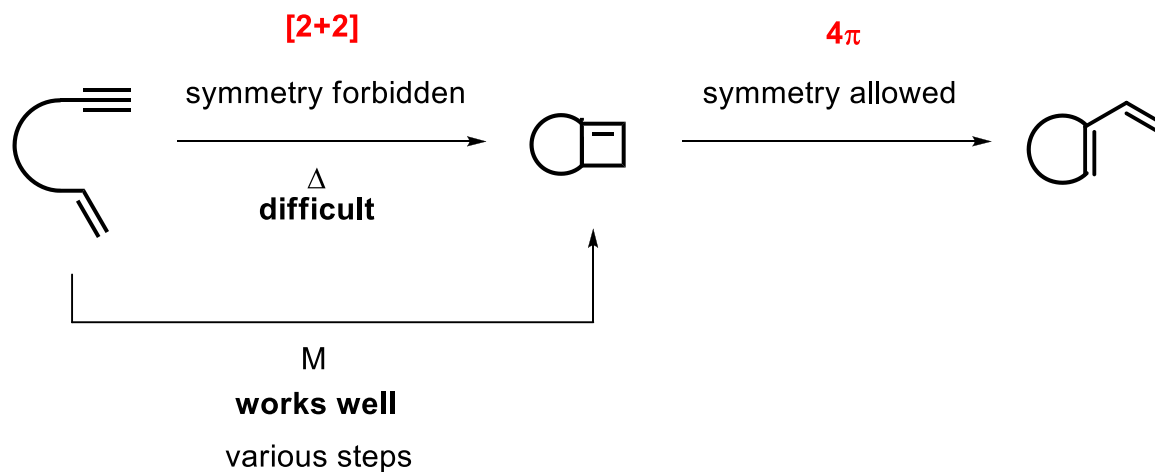 [2+2]
4π
symmetry forbidden
symmetry allowed
Δ
difficult
M
works well
various steps